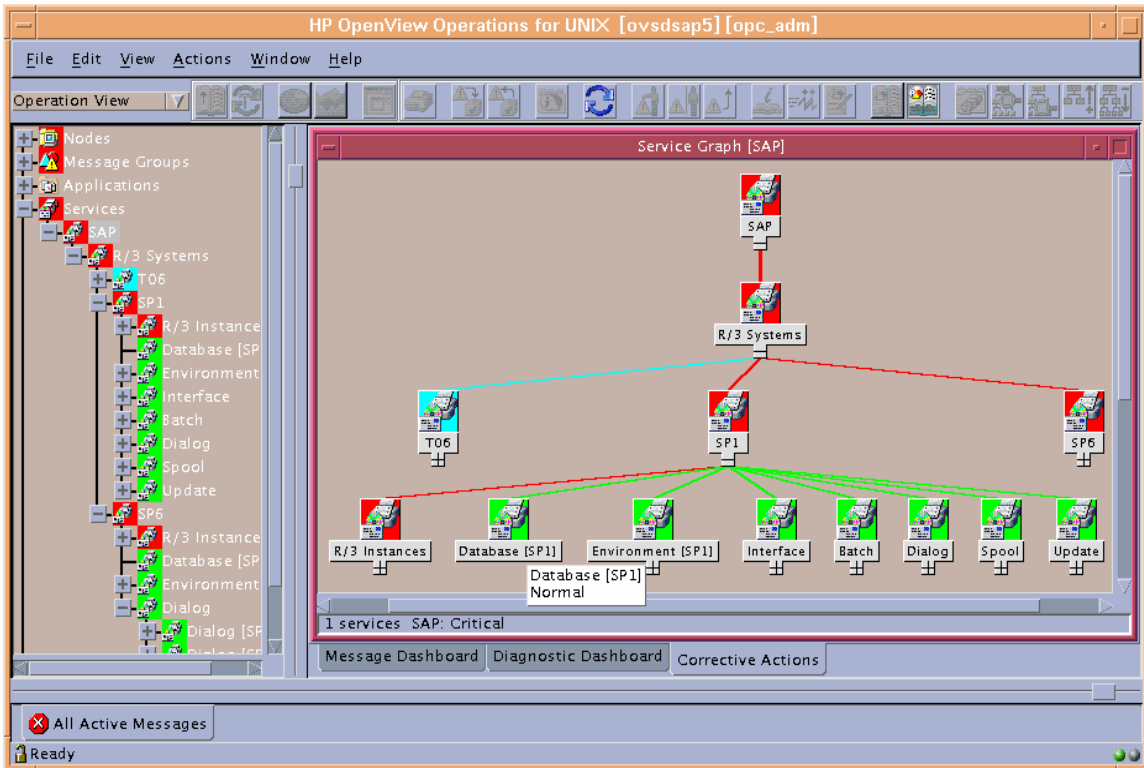 HP OpenView Operations for UNIX [ovsdsap5] [opc_adm]
File Edit View Actions Window Help
Operation View
Nodes
Message Groups
Applications
Services
SAP
R/3 Systems
T06
SP1
R/3 Instance
Database [SP
Environment
Interface
Batch
Dialog
Spool
Update
SP6
R/3 Instance
Database [SP
Environment
Dialog
Dialog [SP
Dialog [SP
Service Graph [SAP]
SAP
R/3 Systems
T06 SP1 SP6
R/3 Instances Database [SP1] Environment [SP1] Interface Batch Dialog Spool Update
Database [SP1]
Normal
1 services SAP: Critical
Message Dashboard Diagnostic Dashboard Corrective Actions
All Active Messages
Ready